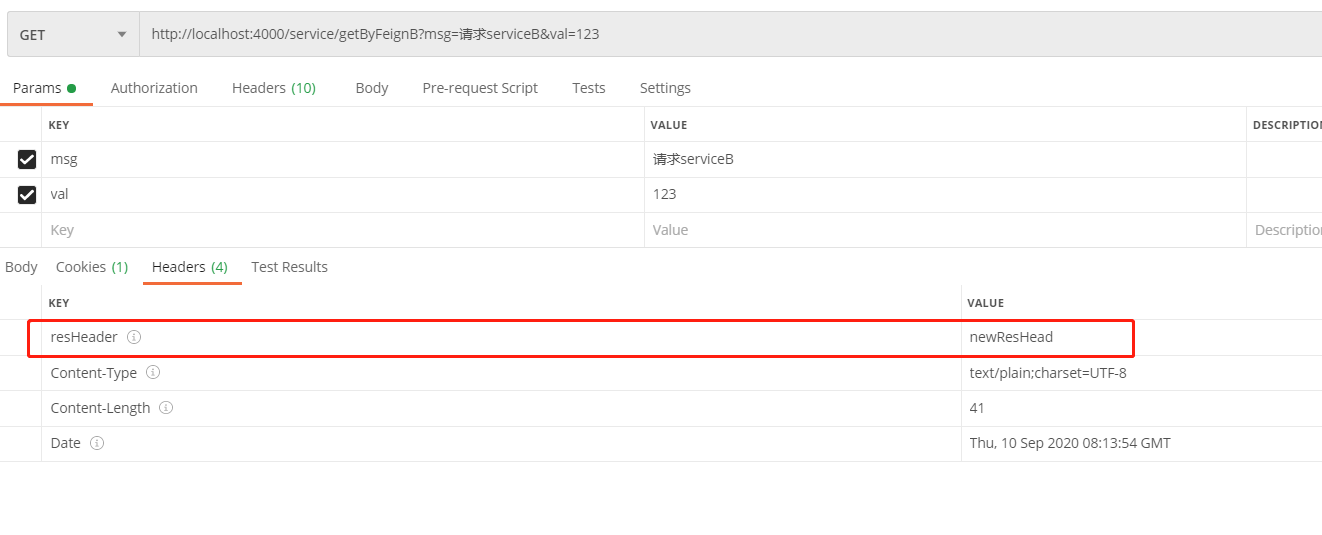 GET http://localhost:4000/service/getByFeignB?msg=请求serviceB&val=123
Params Authorization Headers (10) Body Pre-request Script Tests Settings
KEY VALUE DESCRIPTION
msg 请求serviceB
val 123
Key Value Description
Body Cookies (1) Headers (4) Test Results
KEY VALUE
resHeader newResHead
Content-Type text/plain;charset=UTF-8
Content-Length 41
Date Thu, 10 Sep 2020 08:13:54 GMT